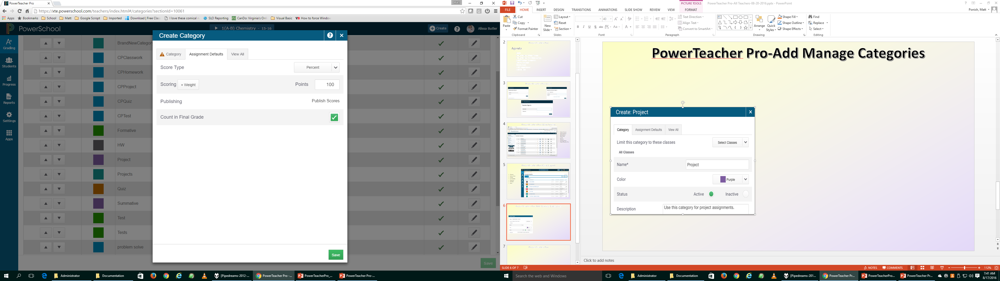 PowerTeacher Pro
Matt
https://xte.powerschool.com/teachers/index.html#/categories?sectionId=10061
Apps Bookmarks School Matt Google Script Imported Download | Free Clas I love these comical n SLO Reporting CanDo: Virginia's Onli Visual Basic How to force Window
PowerSchool
1(A-B) Chemistry - 15-16
Create
Alissa Butler
Grading
Students
Progress
Reports
Settings
Apps
BrandNewCategor
CPClasswork
CPHomework
CPProject
CPQuiz
CPTest
Formative
HW
Project
Projects
Quiz
Summative
Test
Tests
problem solve
Save
Create Category
Category Assignment Defaults View All
Score Type Percent
Scoring + Weight Points 100
Publishing Publish Scores
Count in Final Grade
Save
PICTURE TOOLS PowerTeacher Pro-All Teachers-08-20-2016.pptx - PowerPoint
FILE HOME INSERT DESIGN TRANSITIONS ANIMATIONS SLIDE SHOW REVIEW VIEW FORMAT Ponish, Matt
Paste
Cut
Copy
Format Painter
Clipboard
New
Slide
Layout
Reset
Section
Slides
40
Font
Text Direction
Align Text
Convert to SmartArt
Paragraph
Arrange
Quick
Styles
Shape Fill
Shape Outline
Shape Effects
Drawing
Find
Replace
Select
Editing
2
Agenda
3
4
5
6
7
PowerTeacher Pro-Add Manage Categories
Create: Project
Category Assignment Defaults View All
Limit this category to these classes Select Classes
All Classes
Name* Project
Color Purple
Status Active Inactive
Description Use this category for project assignments.
Click to add notes
SLIDE 6 OF 7 NOTES COMMENTS 112%
Administrator Documentation [Pipedreams-2012-... PowerTeacher Pro -... PowerTeacherPro_... PowerTeacher Pro-...
Search the web and Windows Administrator Documentation [Pipedreams-201... PowerTeacher Pr... PowerTeacherPro... PowerTeacher Pr...
7:41 AM
8/17/2016